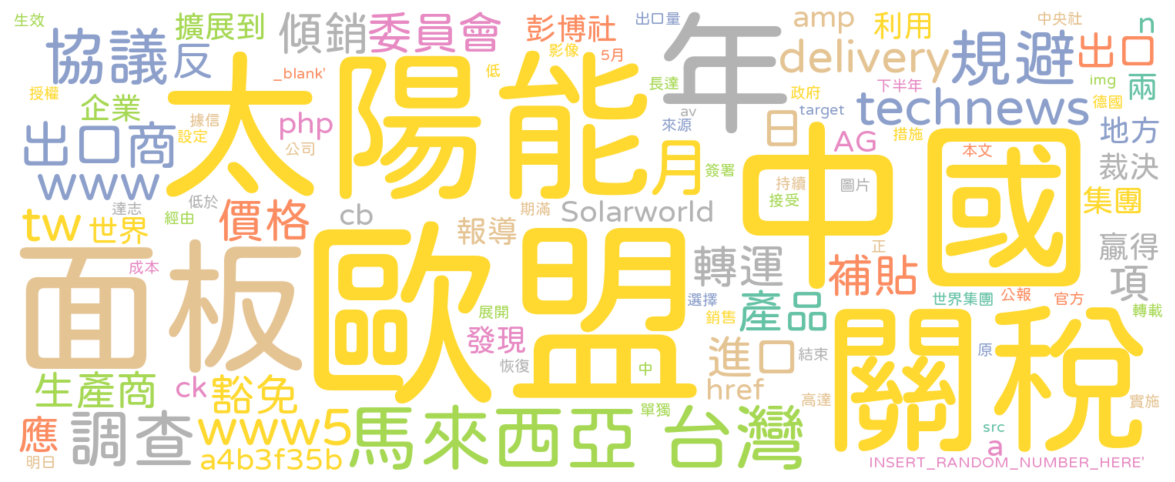 生效
擴展到
傾銷
委員會
彭博社
出口量
amp
利用
中央社
n
協議
反
_blank'
影像
低
5月
年
delivery
規避
出口
授權
企業
據信
設定
太陽能
長達
政府
下半年
img
兩
php
av
來源
target
technews
德國
出口商
公司
日
AG
措施
地方
www
月
簽署
中國
本文
裁決
低於
持續
圖片
接受
集團
tw
世界
達志
經由
價格
cb
期滿
Solarworld
報導
正
贏得
面板
成本
歐盟
轉運
補貼
項
展開
選擇
產品
世界集團
公報
官方
轉載
發現
銷售
關稅
恢復
中
進口
結束
原
生產商
ck
豁免
href
高達
實施
單獨
應
調查
www5
馬來西亞
台灣
src
a
明日
a4b3f35b
INSERT_RANDOM_NUMBER_HERE'